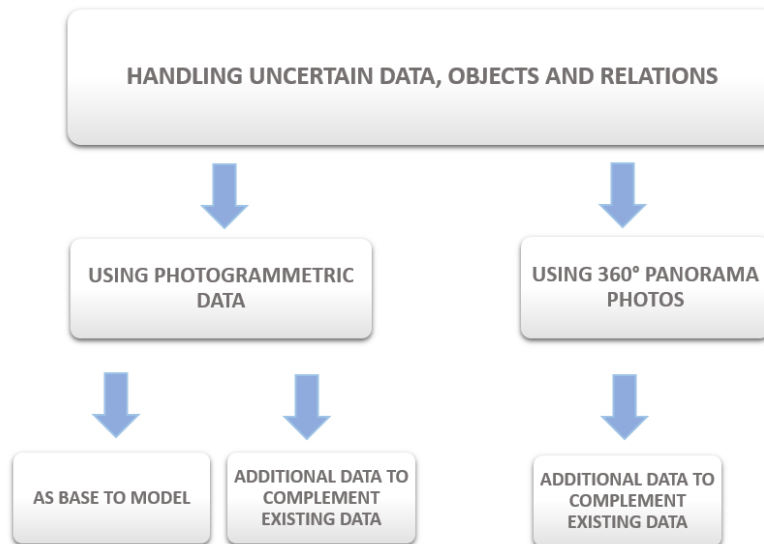 HANDLING UNCERTAIN DATA, OBJECTS AND RELATIONS
USING PHOTOGRAMMETRIC
DATA
USING 360° PANORAMA
PHOTOS
AS BASE TO MODEL
ADDITIONAL DATA TO
COMPLEMENT
EXISTING DATA
ADDITIONAL DATA TO
COMPLEMENT
EXISTING DATA